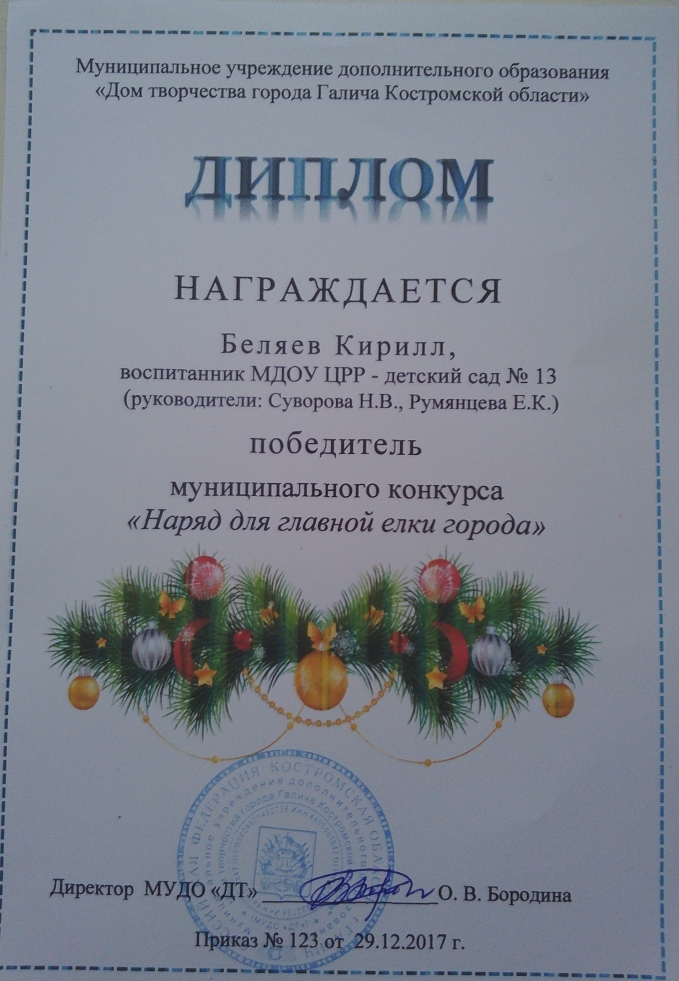 Муниципальное учреждение дополнительного образования
«Дом творчества города Галича Костромской области»
ДИПЛОМ
НАГРАЖДАЕТСЯ
Беляев Кирилл,
воспитанник МДОУ ЦРР - детский сад № 13
(руководители: Суворова Н.В., Румянцева Е.К.)
победитель
муниципального конкурса
«Наряд для главной елки города»
Директор МУДО «ДТ» О. В. Бородина
Приказ № 123 от 29.12.2017 г.